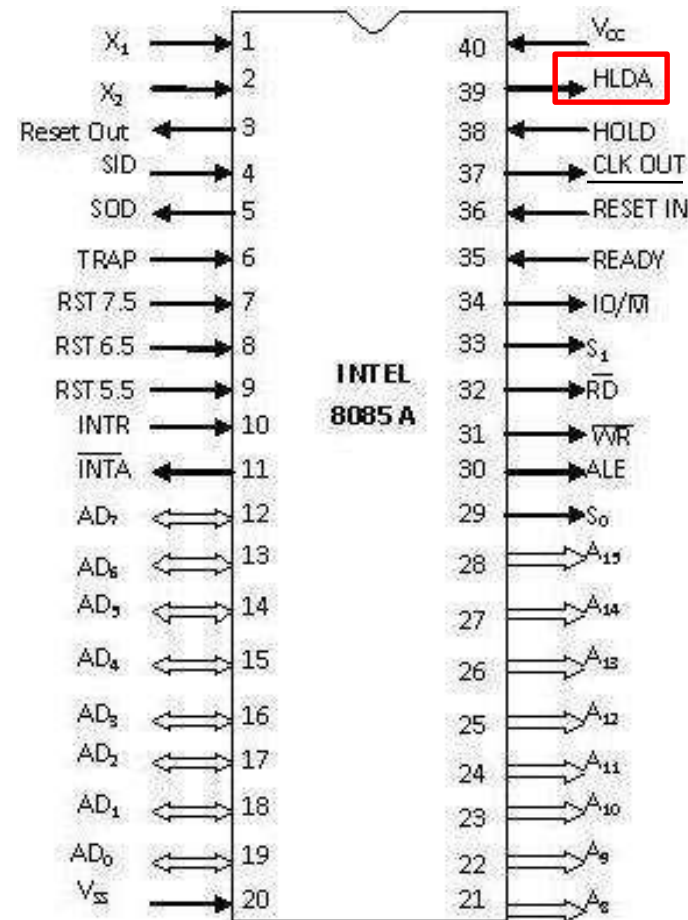 X₁ 1 40 Vcc
X₂ 2 39 HLDA
Reset Out 3 38 HOLD
SID 4 37 CLK OUT
SOD 5 36 RESET IN
TRAP 6 35 READY
RST 7.5 7 34 IO/M̅
RST 6.5 8 33 S₁
RST 5.5 9 32 R̅D̅
INTR 10 31 W̅R̅
I̅N̅T̅A 11 30 ALE
AD₇ 12 29 S₀
AD₆ 13 28 A₁₅
AD₅ 14 27 A₁₄
AD₄ 15 26 A₁₃
AD₃ 16 25 A₁₂
AD₂ 17 24 A₁₁
AD₁ 18 23 A₁₀
AD₀ 19 22 A₉
Vss 20 21 A₈
INTEL
8085 A